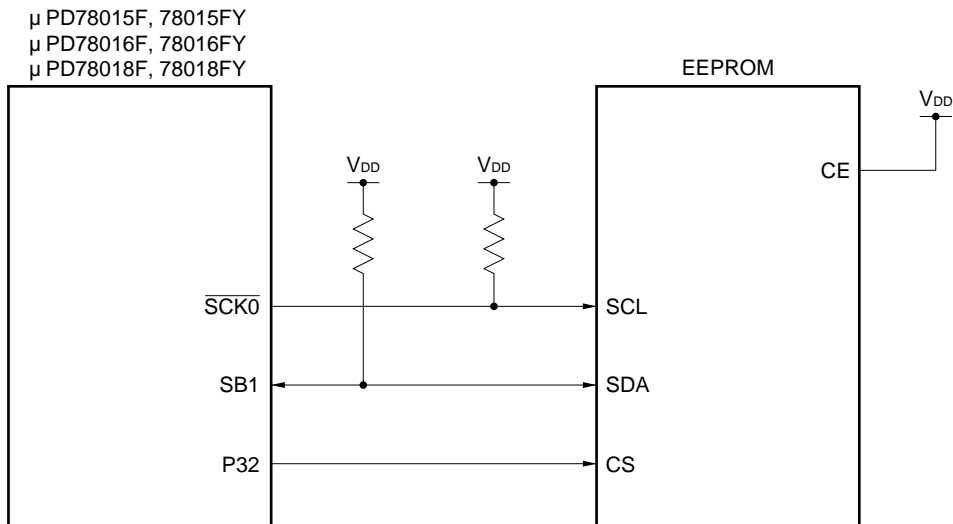 µ PD78015F, 78015FY
µ PD78016F, 78016FY
µ PD78018F, 78018FY
EEPROM
VDD
CE
VDD
VDD
SCK0
SCL
SB1
SDA
P32
CS